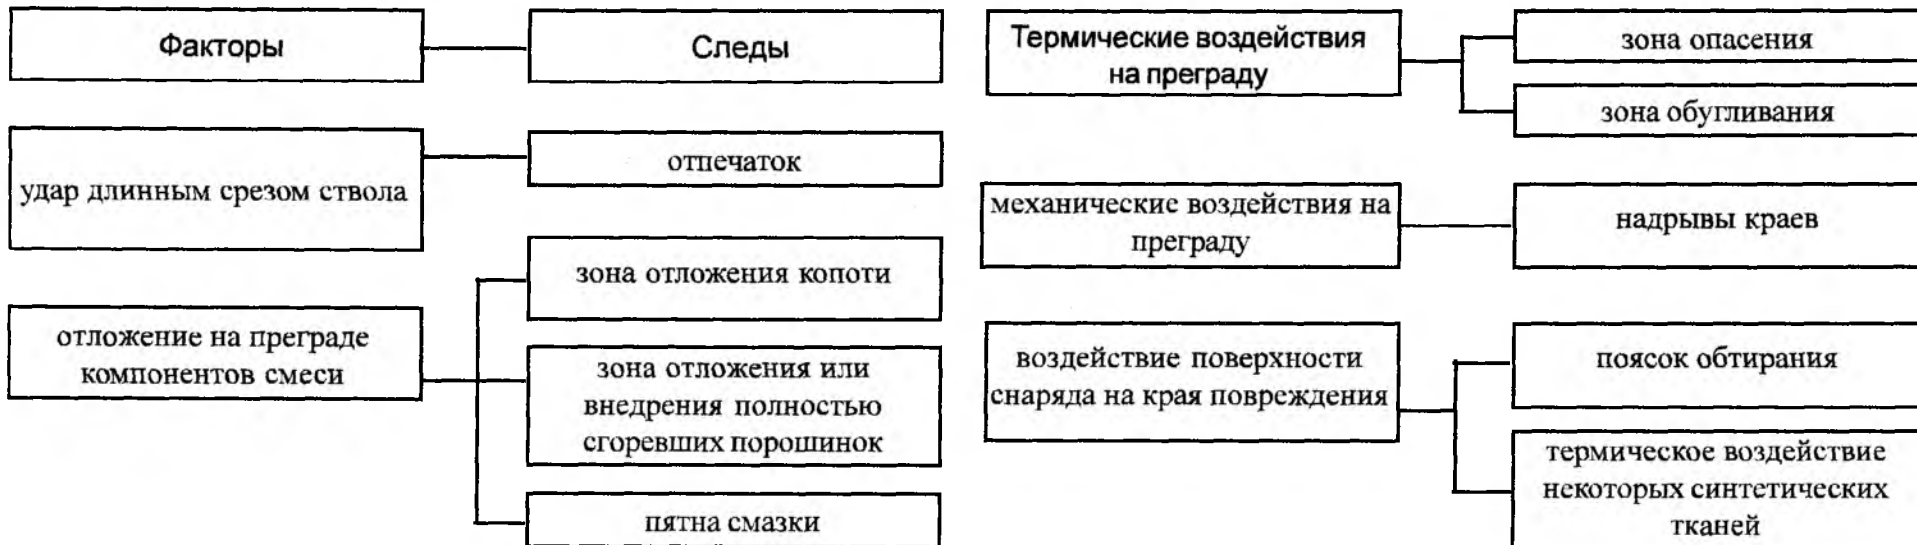 Факторы
Следы
удар длинным срезом ствола
отпечаток
отложение на преграде
компонентов смеси
зона отложения копоти
зона отложения или
внедрения полностью
сгоревших порошинок
пятна смазки
Термические воздействия
на преграду
зона опасения
зона обугливания
механические воздействия на
преграду
надрывы краев
воздействие поверхности
снаряда на края повреждения
поясок обтирания
термическое воздействие
некоторых синтетических
тканей